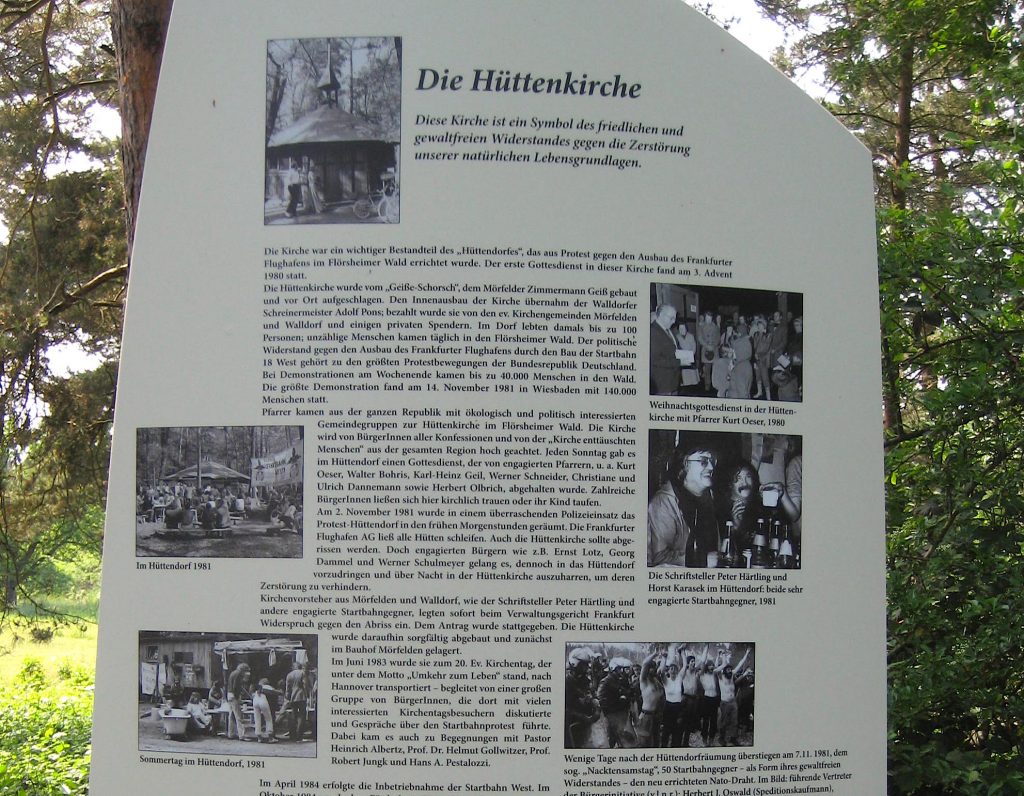 Die Hüttenkirche
Diese Kirche ist ein Symbol des friedlichen und
gewaltfreien Widerstandes gegen die Zerstörung
unserer natürlichen Lebensgrundlagen.
Die Kirche war ein wichtiger Bestandteil des „Hüttendorfes", das aus Protest gegen den Ausbau des Frankfurter
Flughafens im Flörsheimer Wald errichtet wurde. Der erste Gottesdienst in dieser Kirche fand am 3. Advent
1980 statt.
Die Hüttenkirche wurde vom „Geiße-Schorsch", dem Mörfelder Zimmermann Geiß gebaut
und vor Ort aufgeschlagen. Den Innenausbau der Kirche übernahm der Walldorfer
Schreinermeister Adolf Pons; bezahlt wurde sie von den ev. Kirchengemeinden Mörfelden
und Walldorf und einigen privaten Spendern. Im Dorf lebten damals bis zu 100
Personen; unzählige Menschen kamen täglich in den Flörsheimer Wald. Der politische
Widerstand gegen den Ausbau des Frankfurter Flughafens durch den Bau der Startbahn
18 West gehört zu den größten Protestbewegungen der Bundesrepublik Deutschland.
Bei Demonstrationen am Wochenende kamen bis zu 40.000 Menschen in den Wald.
Die größte Demonstration fand am 14. November 1981 in Wiesbaden mit 140.000
Menschen statt.
Pfarrer kamen aus der ganzen Republik mit ökologisch und politisch interessierten
Gemeindegruppen zur Hüttenkirche im Flörsheimer Wald. Die Kirche
wird von BürgerInnen aller Konfessionen und von der „Kirche enttäuschten
Menschen" aus der gesamten Region hoch geachtet. Jeden Sonntag gab es
im Hüttendorf einen Gottesdienst, der von engagierten Pfarrern, u. a. Kurt
Oeser, Walter Bohris, Karl-Heinz Geil, Werner Schneider, Christiane und
Ulrich Dannemann sowie Herbert Olbrich, abgehalten wurde. Zahlreiche
BürgerInnen ließen sich hier kirchlich trauen oder ihr Kind taufen.
Am 2. November 1981 wurde in einem überraschenden Polizeieinsatz das
Protest-Hüttendorf in den frühen Morgenstunden geräumt. Die Frankfurter
Flughafen AG ließ alle Hütten schleifen. Auch die Hüttenkirche sollte abge-
rissen werden. Doch engagierten Bürgern wie z.B. Ernst Lotz, Georg
Dammel und Werner Schulmeyer gelang es, dennoch in das Hüttendorf
vorzudringen und über Nacht in der Hüttenkirche auszuharren, um deren
Zerstörung zu verhindern.
Kirchenvorsteher aus Mörfelden und Walldorf, wie der Schriftsteller Peter Härtling und
andere engagierte Startbahngegner, legten sofort beim Verwaltungsgericht Frankfurt
Widerspruch gegen den Abriss ein. Dem Antrag wurde stattgegeben. Die Hüttenkirche
wurde daraufhin sorgfältig abgebaut und zunächst
im Bauhof Mörfelden gelagert.
Im Juni 1983 wurde sie zum 20. Ev. Kirchentag, der
unter dem Motto „Umkehr zum Leben" stand, nach
Hannover transportiert – begleitet von einer großen
Gruppe von BürgerInnen, die dort mit vielen
interessierten Kirchentagsbesuchern diskutierte
und Gespräche über den Startbahnprotest führte.
Dabei kam es auch zu Begegnungen mit Pastor
Heinrich Albertz, Prof. Dr. Helmut Gollwitzer, Prof.
Robert Jungk und Hans A. Pestalozzi.
Im April 1984 erfolgte die Inbetriebnahme der Startbahn West. Im
Weihnachtsgottesdienst in der Hütten-
kirche mit Pfarrer Kurt Oeser, 1980
STARTBAHN
Im Hüttendorf 1981
Die Schriftsteller Peter Härtling und
Horst Karasek im Hüttendorf: beide sehr
engagierte Startbahngegner, 1981
Sommertag im Hüttendorf, 1981
Wenige Tage nach der Hüttendorfräumung überstiegen am 7.11. 1981, dem
sog. „Nacktensamstag", 50 Startbahngegner – als Form ihres gewaltfreien
Widerstandes – den neu errichteten Nato-Draht. Im Bild: führende Vertreter
der Bürgerinitiative (v.l.n.r.): Herbert J. Oswald (Speditionskaufmann),